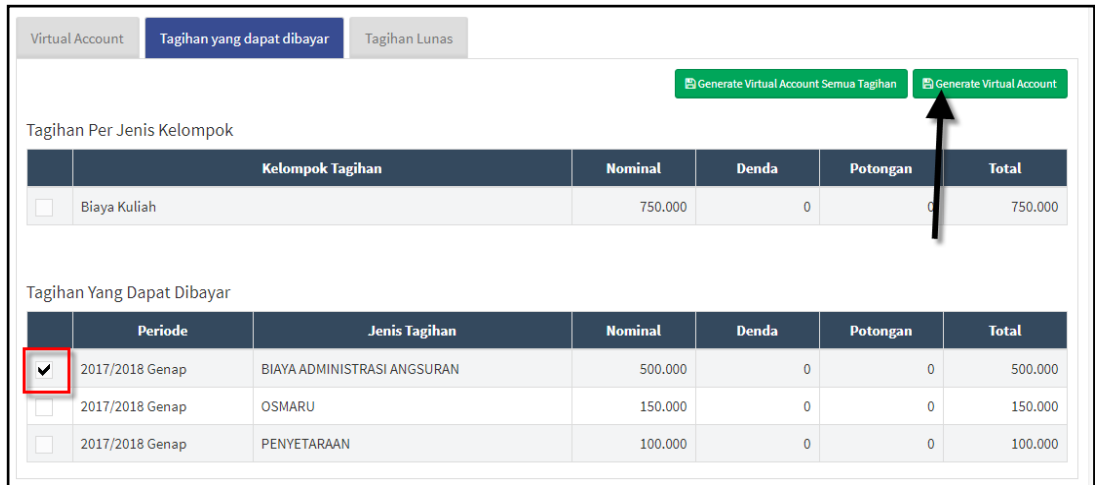 Virtual Account Tagihan yang dapat dibayar Tagihan Lunas
Generate Virtual Account Semua Tagihan Generate Virtual Account
Tagihan Per Jenis Kelompok
Kelompok Tagihan Nominal Denda Potongan Total
Biaya Kuliah 750.000 0 0 750.000
Tagihan Yang Dapat Dibayar
Periode Jenis Tagihan Nominal Denda Potongan Total
2017/2018 Genap BIAYA ADMINISTRASI ANGSURAN 500.000 0 0 500.000
2017/2018 Genap OSMARU 150.000 0 0 150.000
2017/2018 Genap PENYETARAAN 100.000 0 0 100.000